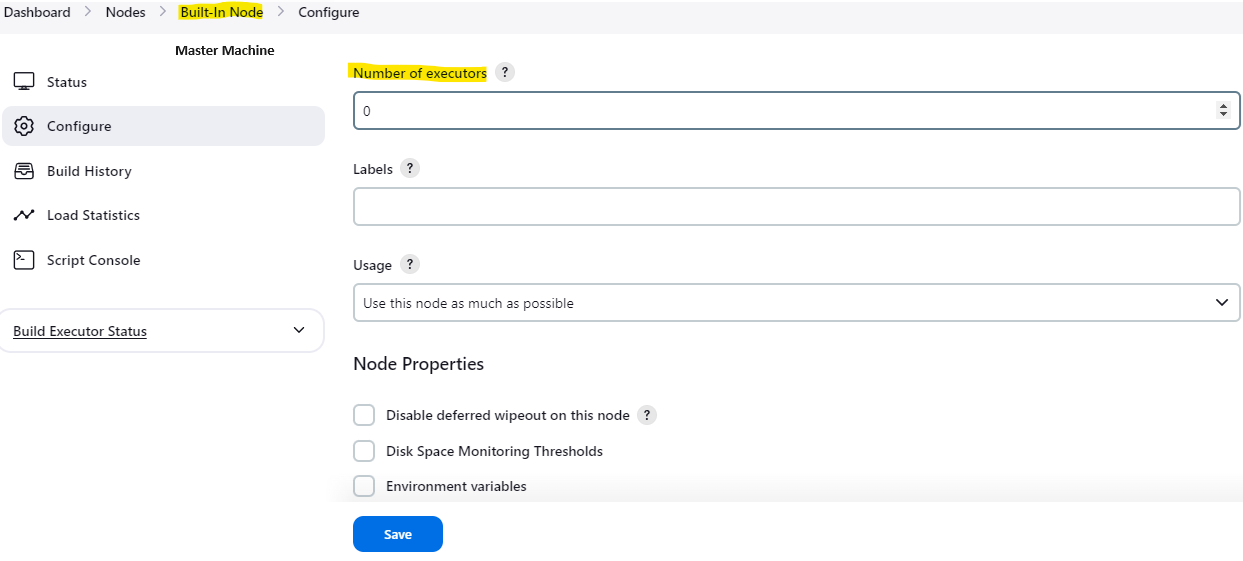 Dashboard > Nodes > Built-In Node > Configure
Master Machine
Status
Configure
Build History
Load Statistics
Script Console
Build Executor Status
Number of executors ?
0
Labels ?
Usage ?
Use this node as much as possible
Node Properties
Disable deferred wipeout on this node ?
Disk Space Monitoring Thresholds
Environment variables
Save